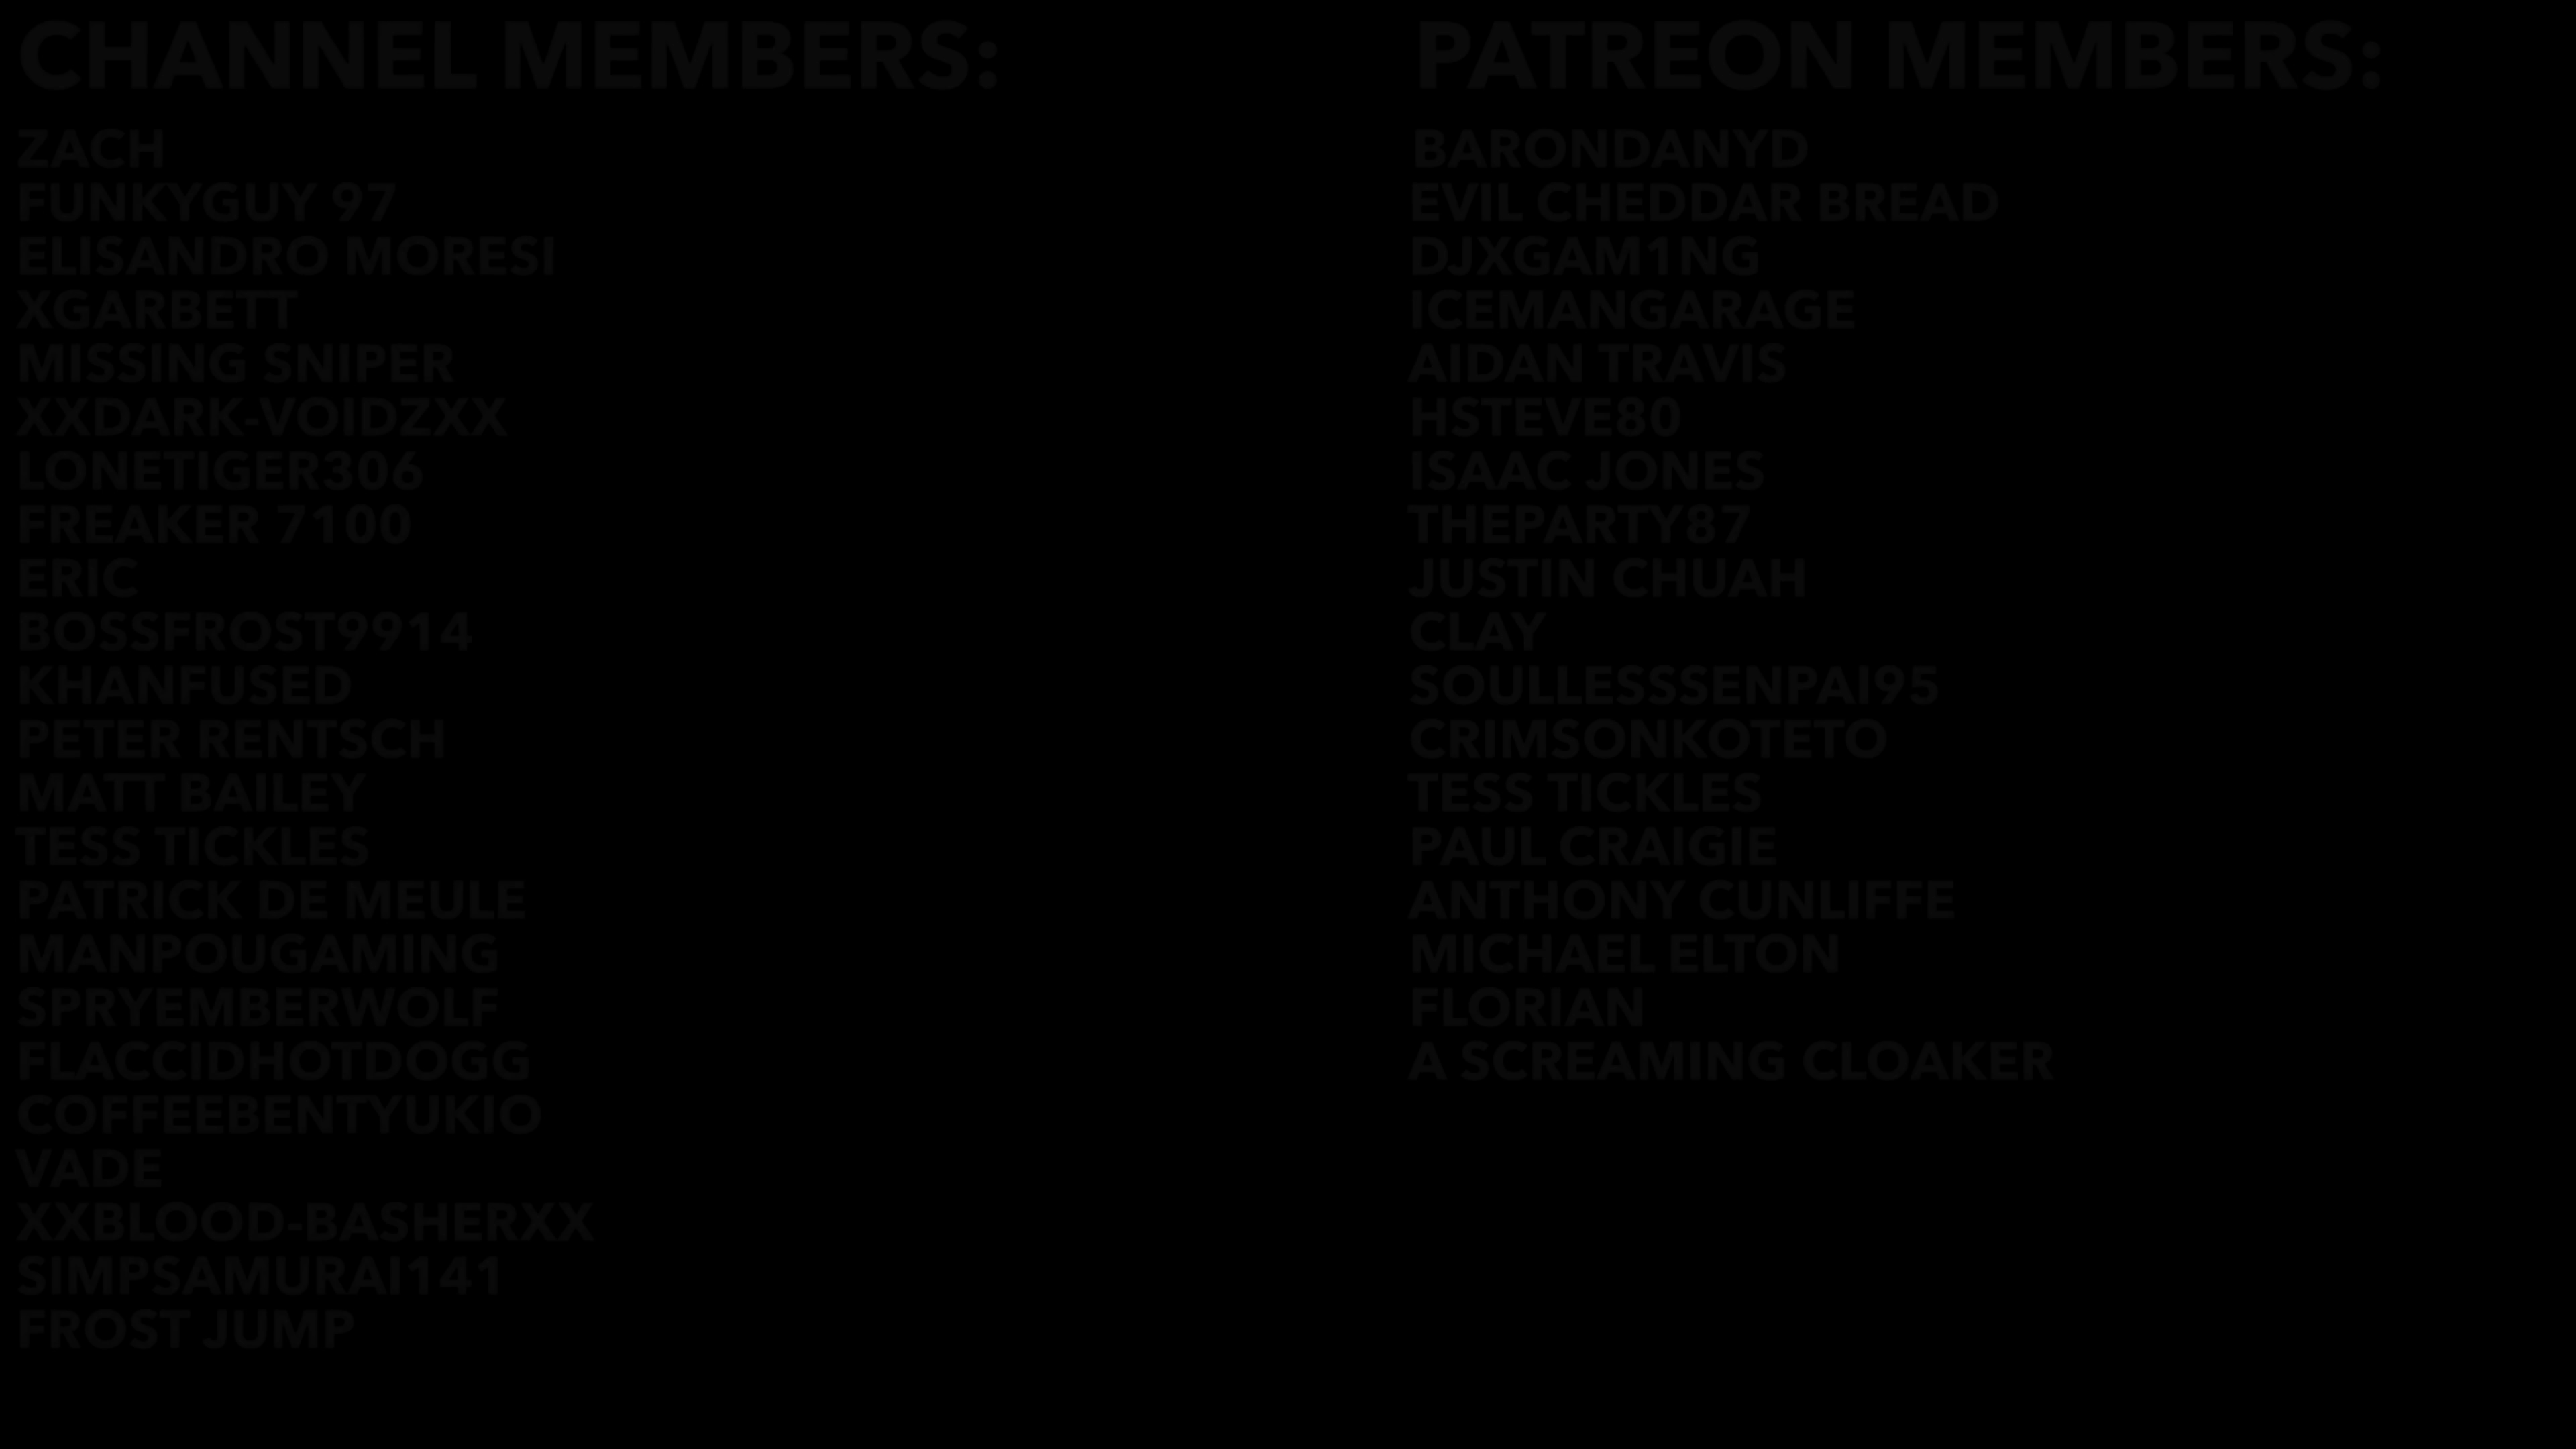 CHANNEL MEMBERS:
ZACH
FUNKYGUY 97
ELISANDRO MORESI
XGARBETT
MISSING SNIPER
XXDARK-VOIDZXX
LONETIGER306
FREAKER 7100
ERIC
BOSSFROST9914
KHANFUSED
PETER RENTSCH
MATT BAILEY
TESS TICKLES
PATRICK DE MEULE
MANPOUGAMING
SPRYEMBERWOLF
FLACCIDHOTDOGG
COFFEEBENTYUKIO
VADE
XXBLOOD-BASHERXX
SIMPSAMURAI141
FROST JUMP
PATREON MEMBERS:
BARONDANYD
EVIL CHEDDAR BREAD
DJXGAM1NG
ICEMANGARAGE
AIDAN TRAVIS
HSTEVE80
ISAAC JONES
THEPARTY87
JUSTIN CHUAH
CLAY
SOULLESSSENPAI95
CRIMSONKOTETO
TESS TICKLES
PAUL CRAIGIE
ANTHONY CUNLIFFE
MICHAEL ELTON
FLORIAN
A SCREAMING CLOAKER